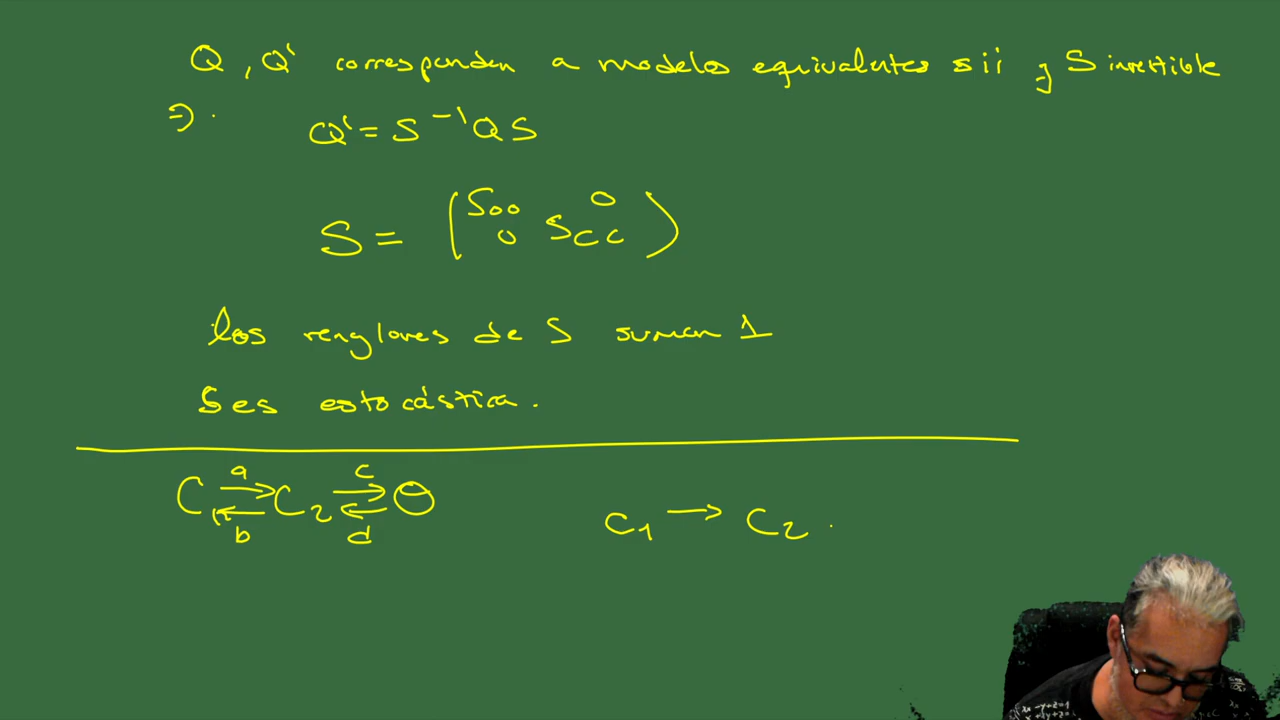 Q, Q' corresponden a modelos equivalentes sii ∃ S invertible
⇒ · Q' = S⁻¹QS
S = ( S₀₀ 0
0 Scc )
los renglones de S suman 1
S es estocástica.
C₁ ⇄ C₂ ⇄ O
a c
b d
C₁ → C₂